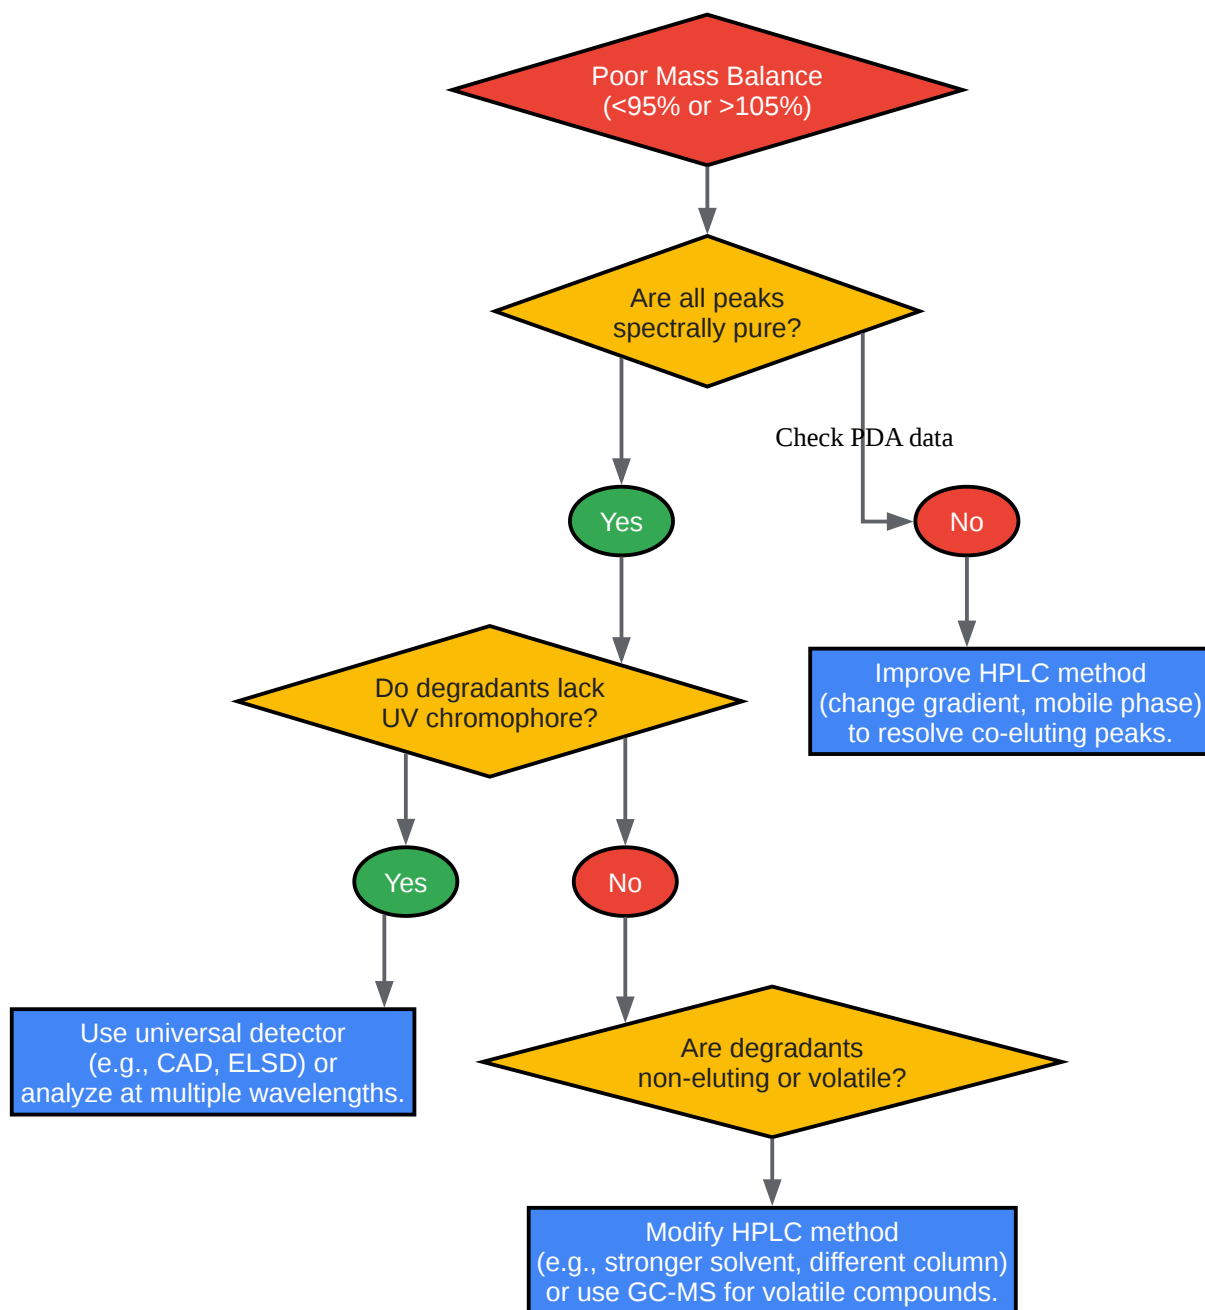 Poor Mass Balance
(<95% or >105%)
Are all peaks
spectrally pure?
Check PDA data
Yes
No
Do degradants lack
UV chromophore?
Improve HPLC method
(change gradient, mobile phase)
to resolve co-eluting peaks.
Yes
No
Use universal detector
(e.g., CAD, ELSD) or
analyze at multiple wavelengths.
Are degradants
non-eluting or volatile?
Modify HPLC method
(e.g., stronger solvent, different column)
or use GC-MS for volatile compounds.